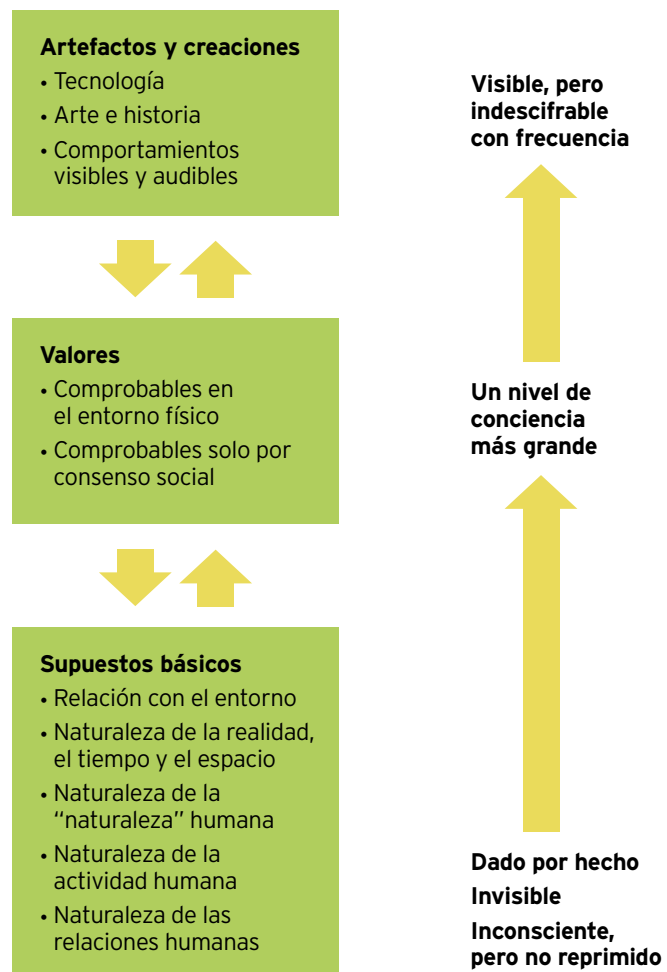 Artefactos y creaciones
• Tecnología
• Arte e historia
• Comportamientos
visibles y audibles
Visible, pero
indescifrable
con frecuencia
Valores
• Comprobables en
el entorno físico
• Comprobables solo por
consenso social
Un nivel de
conciencia
más grande
Supuestos básicos
• Relación con el entorno
• Naturaleza de la realidad,
el tiempo y el espacio
• Naturaleza de la
“naturaleza” humana
• Naturaleza de la
actividad humana
• Naturaleza de las
relaciones humanas
Dado por hecho
Invisible
Inconsciente,
pero no reprimido